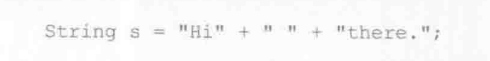 String s = "Hi" + " " + "there.";